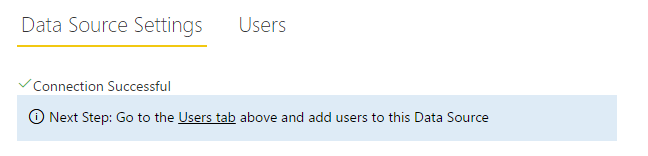 Data Source Settings Users
Connection Successful
Next Step: Go to the Users tab above and add users to this Data Source